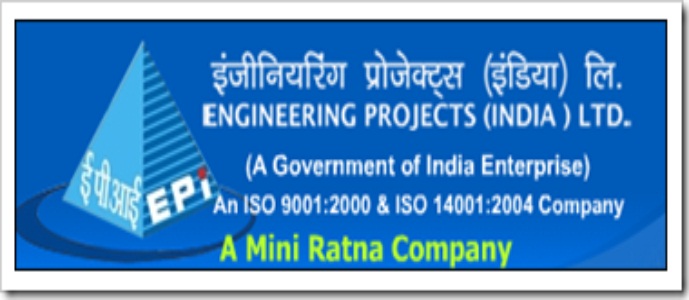 इंजीनियरिंग प्रोजेक्ट्स (इंडिया) लि.
ENGINEERING PROJECTS (INDIA ) LTD.
(A Government of India Enterprise)
ई पी आई
EPi
An ISO 9001:2000 & ISO 14001:2004 Company
A Mini Ratna Company